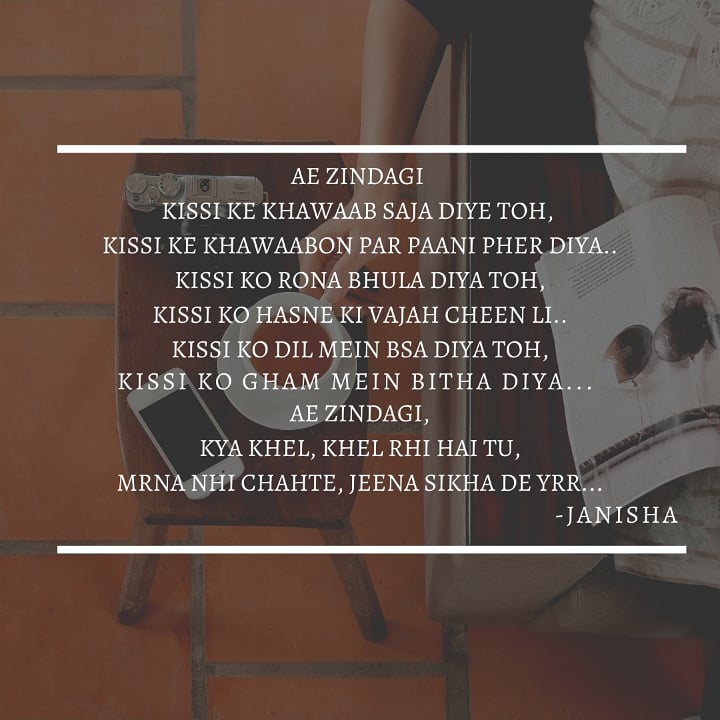 AE ZINDAGI
KISSI KE KHAWAAB SAJA DIYE TOH,
KISSI KE KHAWAABON PAR PAANI PHER DIYA..
KISSI KO RONA BHULA DIYA TOH,
KISSI KO HASNE KI VAJAH CHEEN LI..
KISSI KO DIL MEIN BSA DIYA TOH,
KISSI KO GHAM MEIN BITHA DIYA...
AE ZINDAGI,
KYA KHEL, KHEL RHI HAI TU,
MRNA NHI CHAHTE, JEENA SIKHA DE YRR...
-JANISHA